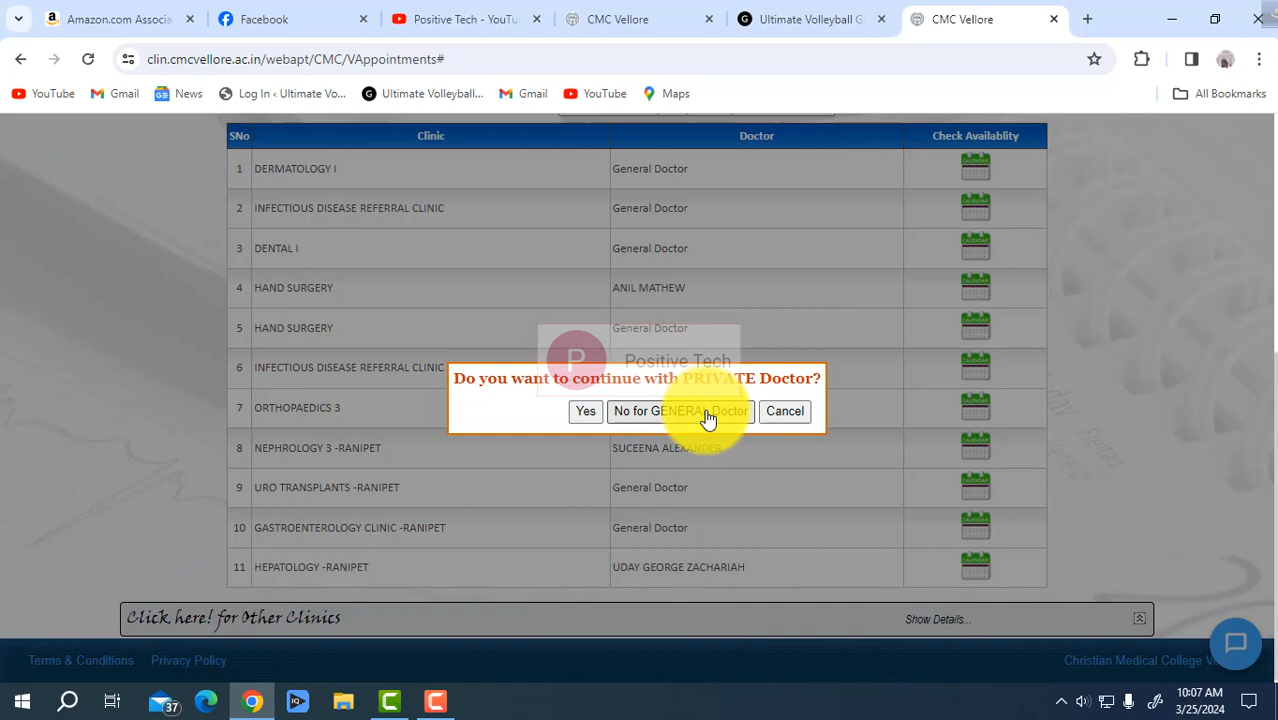 Amazon.com Associa
Facebook
Positive Tech - YouTu
CMC Vellore
Ultimate Volleyball G
CMC Vellore
clin.cmcvellore.ac.in/webapt/CMC/VAppointments#
YouTube
Gmail
News
Log In ‹ Ultimate Vo...
Ultimate Volleyball...
Gmail
YouTube
Maps
All Bookmarks
SNo Clinic Doctor Check Availablity
1 DERMATOLOGY I General Doctor
2 INFECTIOUS DISEASE REFERRAL CLINIC General Doctor
3 DENTAL I General Doctor
4 HAND SURGERY ANIL MATHEW
5 HAND SURGERY General Doctor
6 INFECTIOUS DISEASE REFERRAL CLINIC
7 ORTHOPAEDICS 3
8 NEPHROLOGY 3 -RANIPET SUCEENA ALEXANDER
9 URO TRANSPLANTS -RANIPET General Doctor
10 GASTROENTEROLOGY CLINIC -RANIPET General Doctor
11 HEPATOLOGY -RANIPET UDAY GEORGE ZACHARIAH
P Positive Tech
Do you want to continue with PRIVATE Doctor?
Yes No for GENERAL Doctor Cancel
Click here! for Other Clinics Show Details...
Terms & Conditions Privacy Policy Christian Medical College
37
10:07 AM
3/25/2024